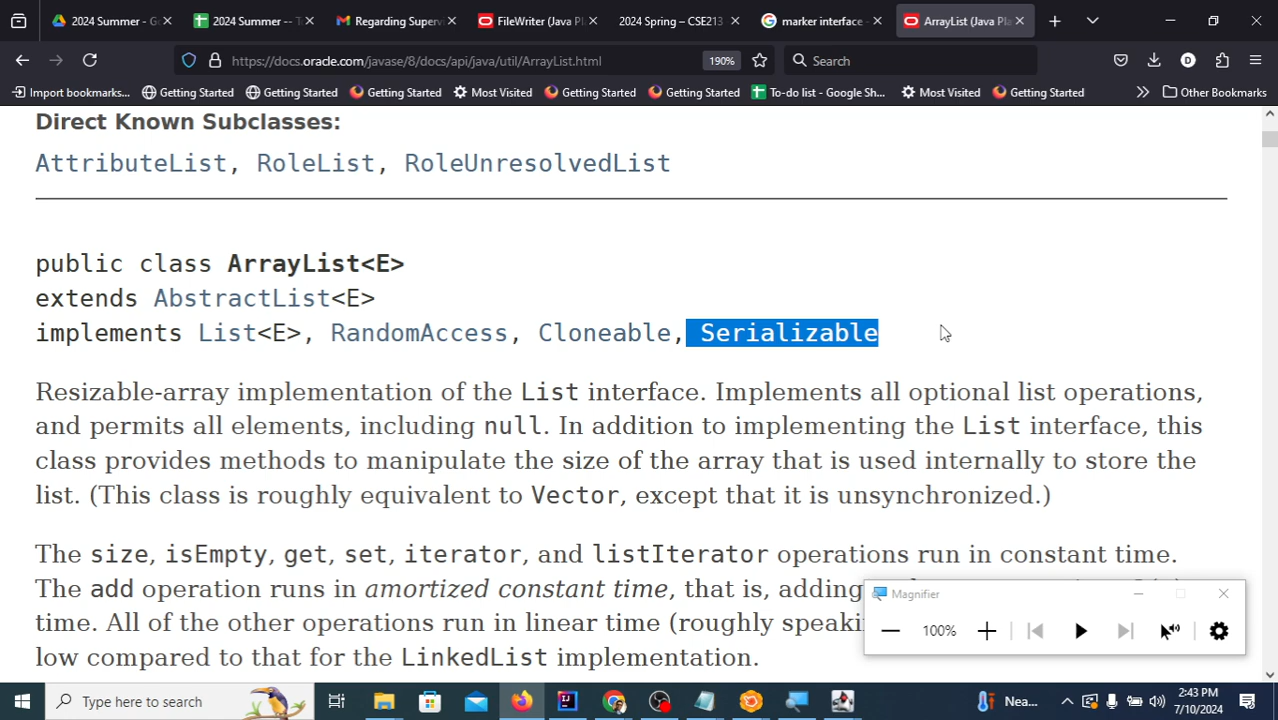 2024 Summer - G
2024 Summer -- T
Regarding Superv
FileWriter (Java Pl
2024 Spring – CSE213
marker interface -
ArrayList (Java Pla
https://docs.oracle.com/javase/8/docs/api/java/util/ArrayList.html
190%
Search
Import bookmarks...
Getting Started
Getting Started
Getting Started
Most Visited
Getting Started
Getting Started
To-do list - Google Sh...
Most Visited
Getting Started
Other Bookmarks
Direct Known Subclasses:
AttributeList, RoleList, RoleUnresolvedList
public class ArrayList<E>
extends AbstractList<E>
implements List<E>, RandomAccess, Cloneable, Serializable
Resizable-array implementation of the List interface. Implements all optional list operations,
and permits all elements, including null. In addition to implementing the List interface, this
class provides methods to manipulate the size of the array that is used internally to store the
list. (This class is roughly equivalent to Vector, except that it is unsynchronized.)
The size, isEmpty, get, set, iterator, and listIterator operations run in constant time.
The add operation runs in amortized constant time, that is, adding
time. All of the other operations run in linear time (roughly speaki
low compared to that for the LinkedList implementation.
Magnifier
100%
Type here to search
Nea...
2:43 PM
7/10/2024